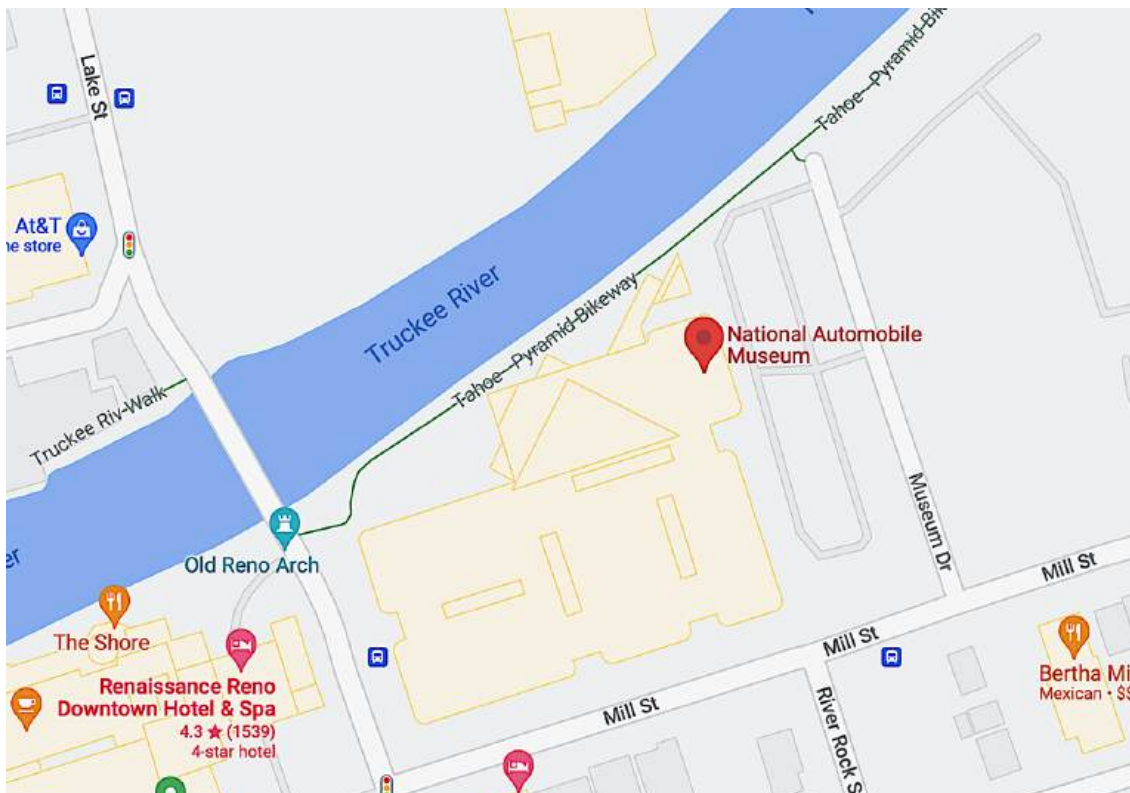 Lake St
At&T
ne store
Truckee River
Tahoe-Pyramid-Bikeway
Tahoe--Pyramid-Bik
National Automobile
Museum
Truckee Riv-Walk
Museum Dr
Old Reno Arch
er
Mill St
The Shore
Mill St
Renaissance Reno
Downtown Hotel & Spa
4.3 ★ (1539)
4-star hotel
Mill St
River Rock S
Bertha Mi
Mexican • $$